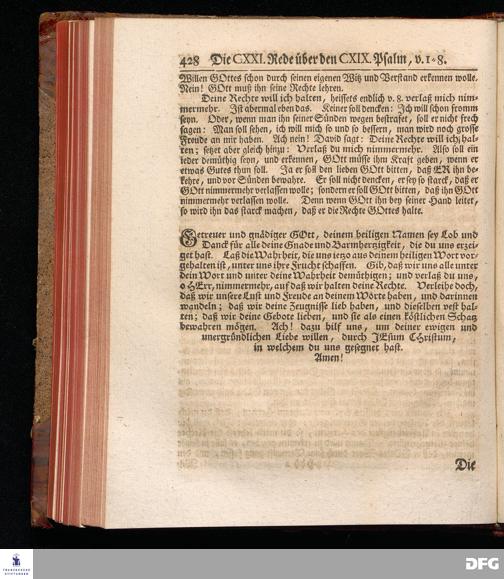 428 Die CXXI. Rede über den CXIX. Psalm, v. 1-8.
Willen GOttes schon durch seinen eigenen Witz und Verstand erkennen wolle.
Nein! GOtt muß ihn seine Rechte lehren.
Deine Rechte will ich halten, heissets endlich v. 8. verlaß mich nim-
mermehr. Ist abermal eben das. Keiner soll dencken: Ich will schon fromm
seyn. Oder, wenn man ihn seiner Sünden wegen bestrafet, soll er nicht frech
sagen: Man soll sehen, ich will mich so und so bessern, man wird noch grosse
Freude an mir haben. Ach nein! David sagt: Deine Rechte will ich hal-
ten; setzet aber gleich hinzu: Verlaß du mich nimmermehr. Also soll ein
ieder demüthig seyn, und erkennen, GOtt müsse ihm Kraft geben, wenn er
etwas Gutes thun soll. Ja er soll den lieben GOtt bitten, daß ER ihn be-
kehre, und vor Sünden bewahre. Er soll nicht dencken, er sey so starck, daß er
GOtt nimmermehr verlassen wolle; sondern er soll GOtt bitten, daß ihn GOtt
nimmermehr verlassen wolle. Denn wenn GOtt ihn bey seiner Hand leitet,
so wird ihn das starck machen, daß er die Rechte GOttes halte.
Getreuer und gnädiger GOtt, deinem heiligen Namen sey Lob und
Danck für alle deine Gnade und Barmhertzigkeit, die du uns erzei-
get hast. Laß die Wahrheit, die uns ietzo aus deinem heiligen Wort vor-
gehalten ist, unter uns ihre Frucht schaffen. Gib, daß wir uns alle unter
dein Wort und unter deine Wahrheit demüthigen; und verlaß du uns,
o HErr, nimmermehr, auf daß wir halten deine Rechte. Verleihe doch,
daß wir unsere Lust und Freude an deinem Worte haben, und darinnen
wandeln; daß wir deine Zeugnisse lieb haben, und dieselben vest hal-
ten; daß wir deine Gebote lieben, und sie als einen köstlichen Schatz
bewahren mögen. Ach! dazu hilf uns, um deiner ewigen und
unergründlichen Liebe willen, durch JEsum CHristum,
in welchem du uns gesegnet hast.
Amen!
Die
FRANCKESCHE
STIFTUNGEN
DFG